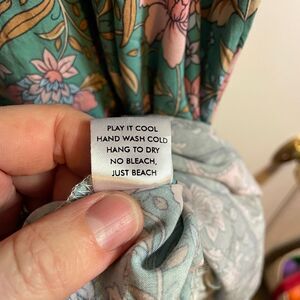 PLAY IT COOL
HAND WASH COLD
HANG TO DRY
NO BLEACH,
JUST BEACH